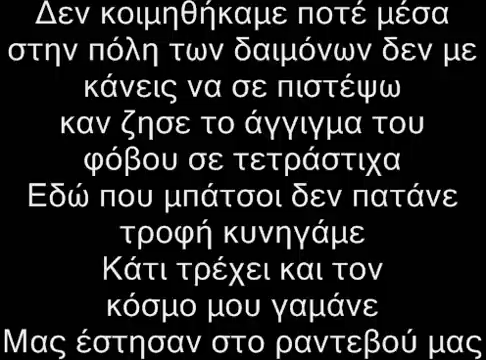 Δεν κοιμηθήκαμε ποτέ μέσα
στην πόλη των δαιμόνων δεν με
κάνεις να σε πιστέψω
καν ζησε το άγγιγμα του
φόβου σε τετράστιχα
Εδώ που μπάτσοι δεν πατάνε
τροφή κυνηγάμε
Κάτι τρέχει και τον
κόσμο μου γαμάνε
Μας έστησαν στο ραντεβού μας